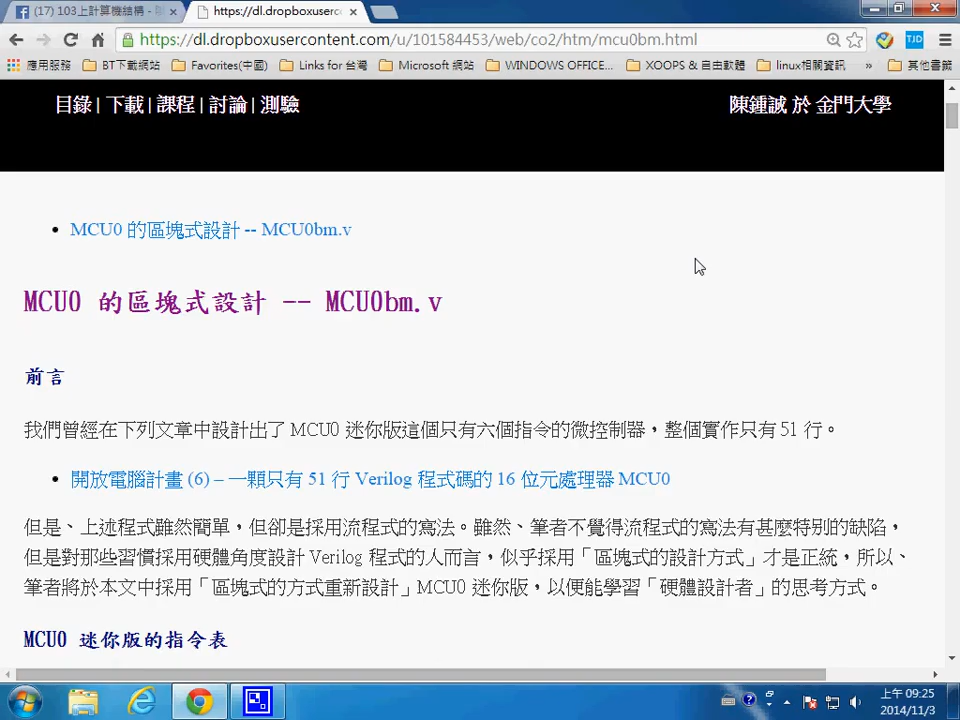 (17) 103上計算機結構 -
https://dl.dropboxuserc
https://dl.dropboxusercontent.com/u/101584453/web/co2/htm/mcu0bm.html
TJD
應用服務 BT下載網站 Favorites(中國) Links for 台灣 Microsoft 網站 WINDOWS OFFICE... XOOPS & 自由軟體 linux相關資訊 » 其他書籤
目錄 | 下載 | 課程 | 討論 | 測驗
陳鍾誠 於 金門大學
• MCU0 的區塊式設計 -- MCU0bm.v
MCU0 的區塊式設計 -- MCU0bm.v
前言
我們曾經在下列文章中設計出了 MCU0 迷你版這個只有六個指令的微控制器，整個實作只有 51 行。
• 開放電腦計畫 (6) – 一顆只有 51 行 Verilog 程式碼的 16 位元處理器 MCU0
但是、上述程式雖然簡單，但卻是採用流程式的寫法。雖然、筆者不覺得流程式的寫法有甚麼特別的缺陷，
但是對那些習慣採用硬體角度設計 Verilog 程式的人而言，似乎採用「區塊式的設計方式」才是正統，所以、
筆者將於本文中採用「區塊式的方式重新設計」MCU0 迷你版，以便能學習「硬體設計者」的思考方式。
MCU0 迷你版的指令表
上午 09:25
2014/11/3